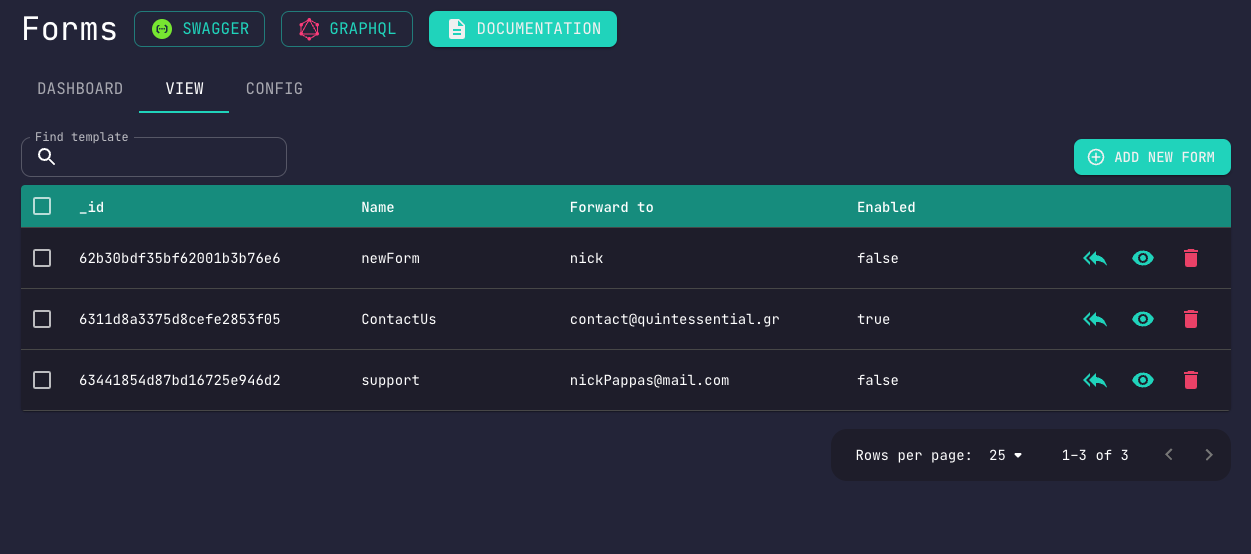 Forms SWAGGER GRAPHQL DOCUMENTATION
DASHBOARD VIEW CONFIG
Find template
ADD NEW FORM
_id Name Forward to Enabled
62b30bdf35bf62001b3b76e6 newForm nick false
6311d8a3375d8cefe2853f05 ContactUs contact@quintessential.gr true
63441854d87bd16725e946d2 support nickPappas@mail.com false
Rows per page: 25 1–3 of 3